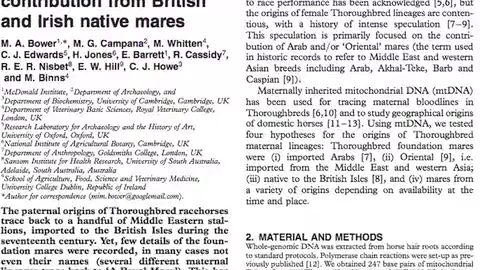 contribution from British
and Irish native mares
M. A. Bower¹,*, M. G. Campana², M. Whitten⁴,
C. J. Edwards⁵, H. Jones⁶, E. Barrett¹, R. Cassidy⁷,
R. E. R. Nisbet⁸, E. W. Hill⁹, C. J. Howe³
and M. Binns⁴
¹McDonald Institute, ²Department of Archaeology, and
³Department of Biochemistry, University of Cambridge, Cambridge, UK
⁴Department of Veterinary Basic Sciences, Royal Veterinary College,
London, UK
⁵Research Laboratory for Archaeology and the History of Art,
University of Oxford, Oxford, UK
⁶National Institute of Agricultural Botany, Cambridge, UK
⁷Department of Anthropology, Goldsmiths College, London, UK
⁸Sansom Institute for Health Research, University of South Australia,
Adelaide, South Australia, Australia
⁹School of Agriculture, Food, Science and Veterinary Medicine,
University College Dublin, Republic of Ireland
*Author for correspondence (mim.bower@googlemail.com).
The paternal origins of Thoroughbred racehorses
trace back to a handful of Middle Eastern stal-
lions, imported to the British Isles during the
seventeenth century. Yet, few details of the foun-
dation mares were recorded, in many cases not
even their names (several different maternal
to race performance has been acknowledged [5,6], but
the origins of female Thoroughbred lineages are conten-
tious, with a history of intense speculation [7–9].
This speculation is primarily focused on the contri-
bution of Arab and/or ‘Oriental’ mares (the term used
in historic records to refer to Middle Eastern and western
Asian breeds including Arab, Akhal-Teke, Barb and
Caspian [9]).
Maternally inherited mitochondrial DNA (mtDNA)
has been used for tracing maternal bloodlines in
Thoroughbreds [6,10] and to study geographical origins
of domestic horses [11–13]. Using mtDNA, we tested
four hypotheses for the origins of Thoroughbred
maternal lineages: Thoroughbred foundation mares
were (i) imported Arabs [7], (ii) Oriental [9], i.e.
imported from the Middle East and western Asia;
(iii) native to the British Isles [8], and (iv) mares from
a variety of origins depending on availability at the
time and place.
2. MATERIAL AND METHODS
Whole-genomic DNA was extracted from horse hair roots according
to standard protocols. Polymerase chain reactions were set-up as pre-
viously published [12]. We obtained 247 base pairs of mitochondrial